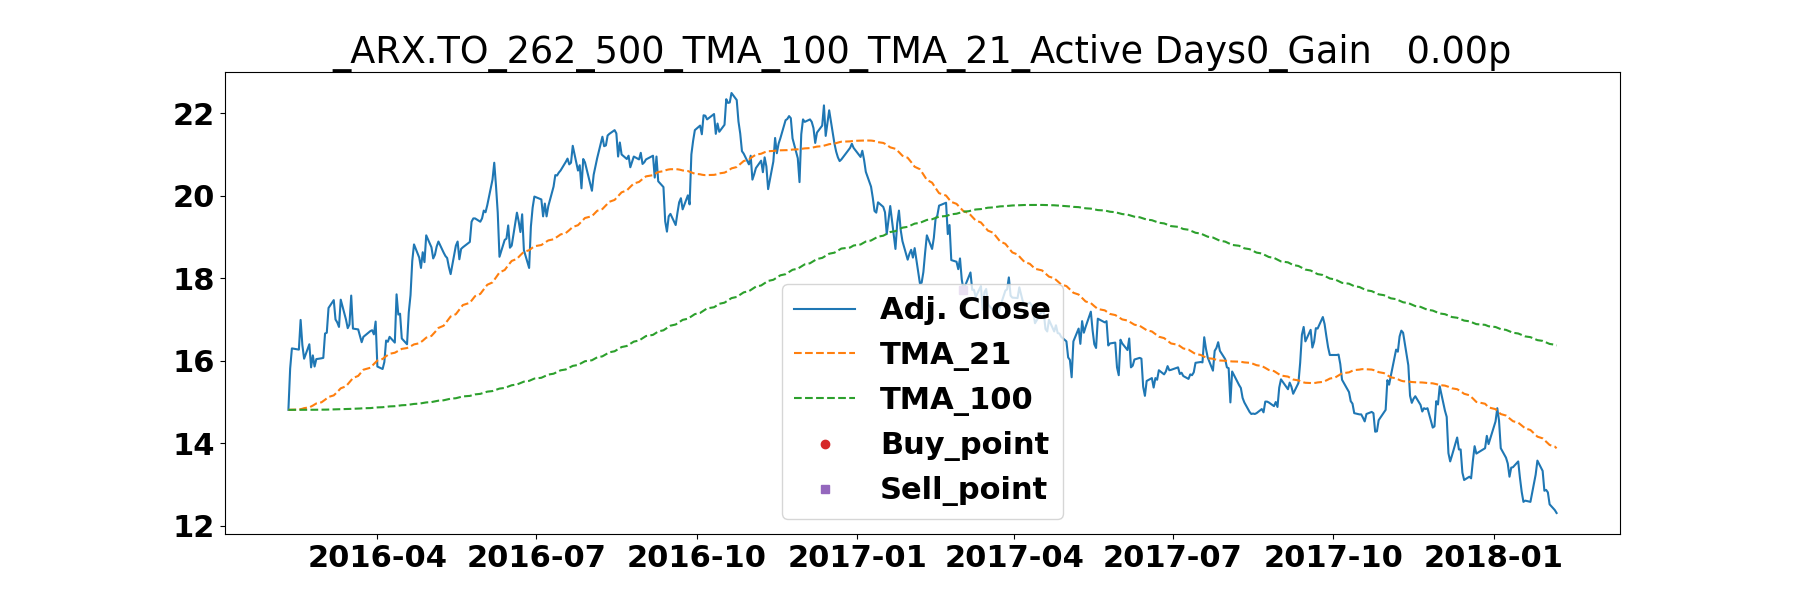 _ARX.TO_262_500_TMA_100_TMA_21_Active Days0_Gain   0.00p
22
20
18
16
14
12
Adj. Close
TMA_21
TMA_100
Buy_point
Sell_point
2016-04 2016-07 2016-10 2017-01 2017-04 2017-07 2017-10 2018-01